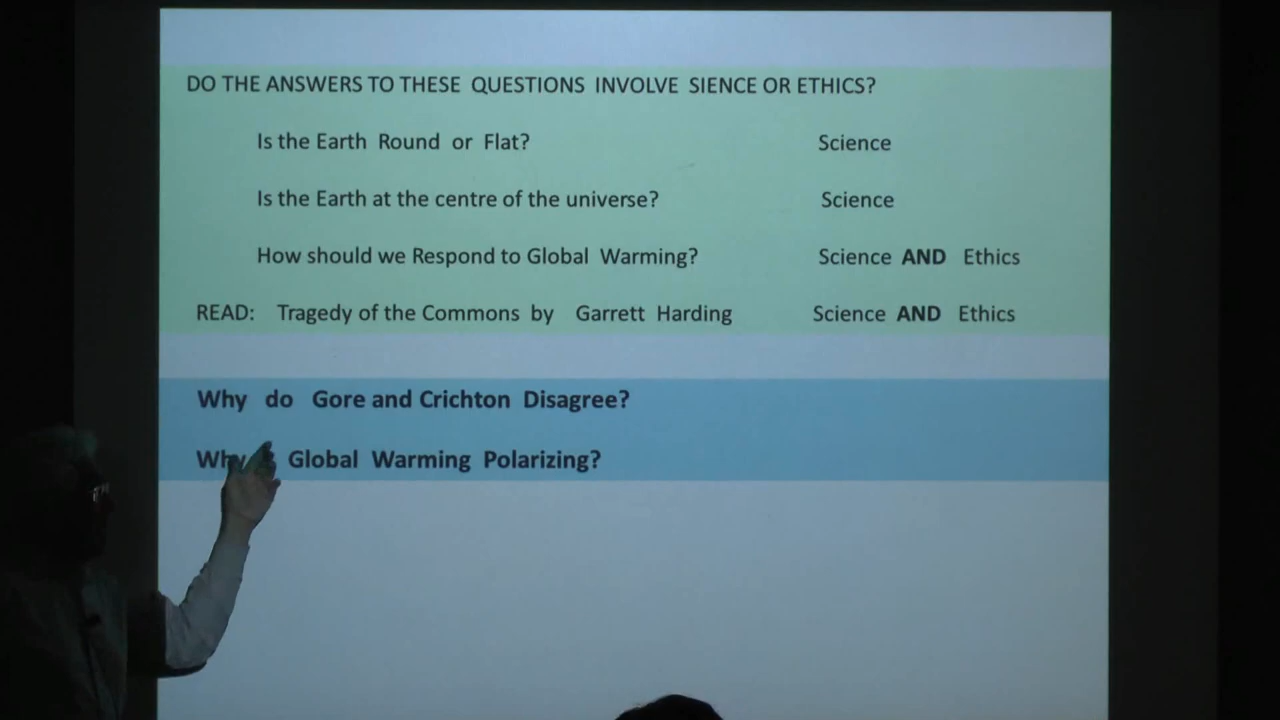 DO THE ANSWERS TO THESE QUESTIONS INVOLVE SIENCE OR ETHICS?
Is the Earth Round or Flat? Science
Is the Earth at the centre of the universe? Science
How should we Respond to Global Warming? Science AND Ethics
READ: Tragedy of the Commons by Garrett Harding Science AND Ethics
Why do Gore and Crichton Disagree?
Why Global Warming Polarizing?